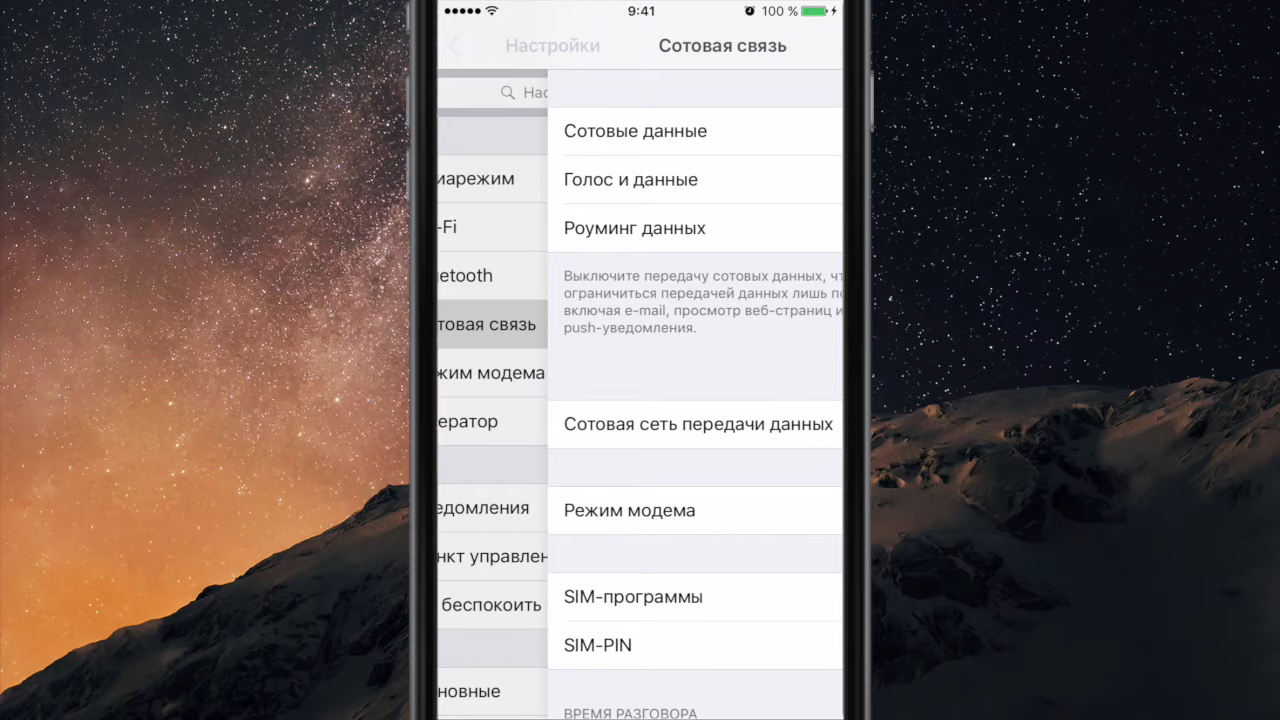 9:41
100 %
Настройки
Сотовая связь
Нас
иарежим
-Fi
etooth
товая связь
жим модема
ератор
едомления
нкт управлен
беспокоить
новные
Сотовые данные
Голос и данные
Роуминг данных
Выключите передачу сотовых данных, чт
ограничиться передачей данных лишь по
включая e-mail, просмотр веб-страниц и
push-уведомления.
Сотовая сеть передачи данных
Режим модема
SIM-программы
SIM-PIN
ВРЕМЯ РАЗГОВОРА